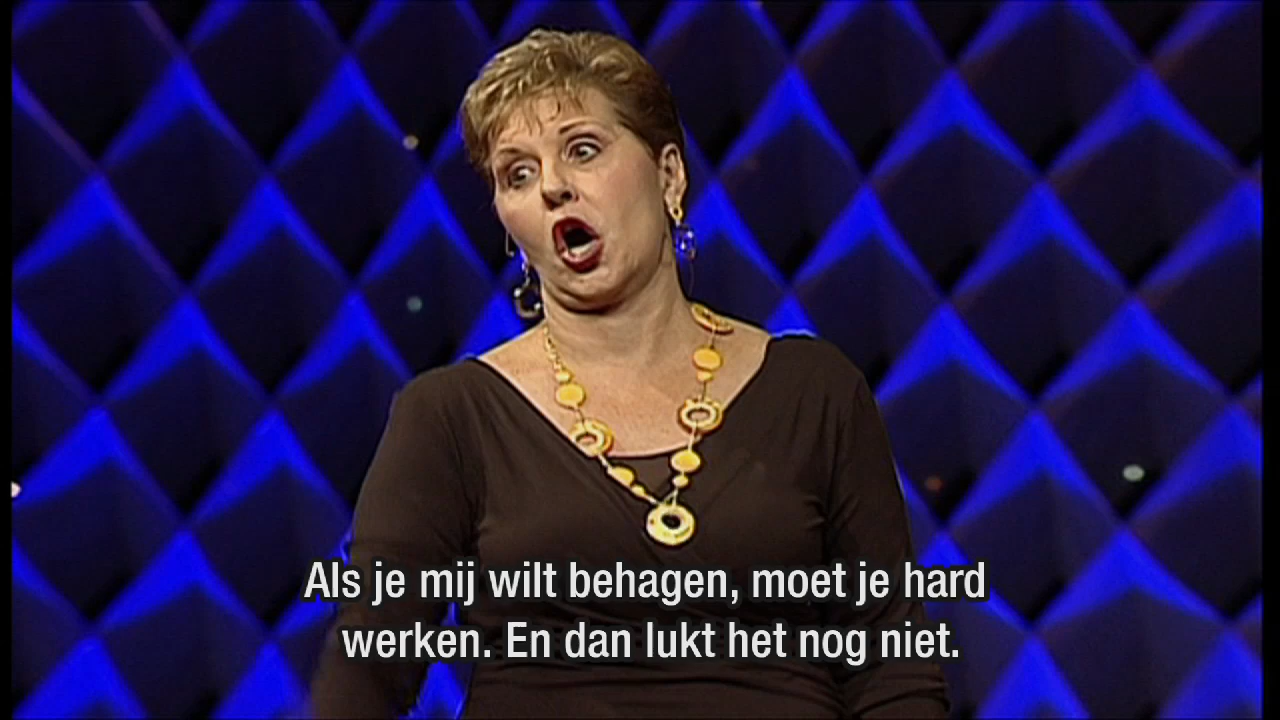 Als je mij wilt behagen, moet je hard
werken. En dan lukt het nog niet.